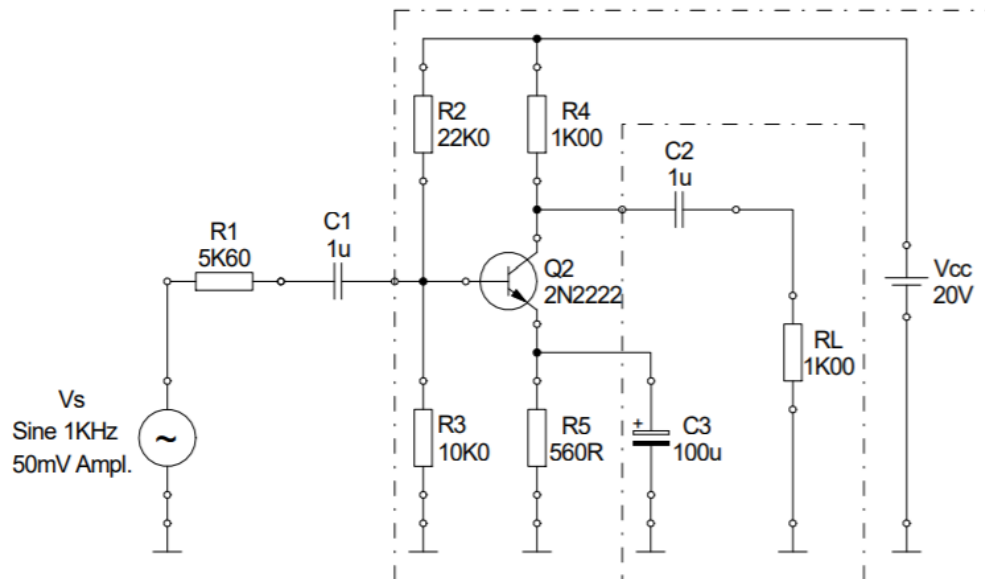 R2
22K0
R4
1K00
C2
1u
R1
5K60
C1
1u
Q2
2N2222
Vcc
20V
RL
1K00
Vs
Sine 1KHz
50mV Ampl.
~
R3
10K0
R5
560R
+
C3
100u